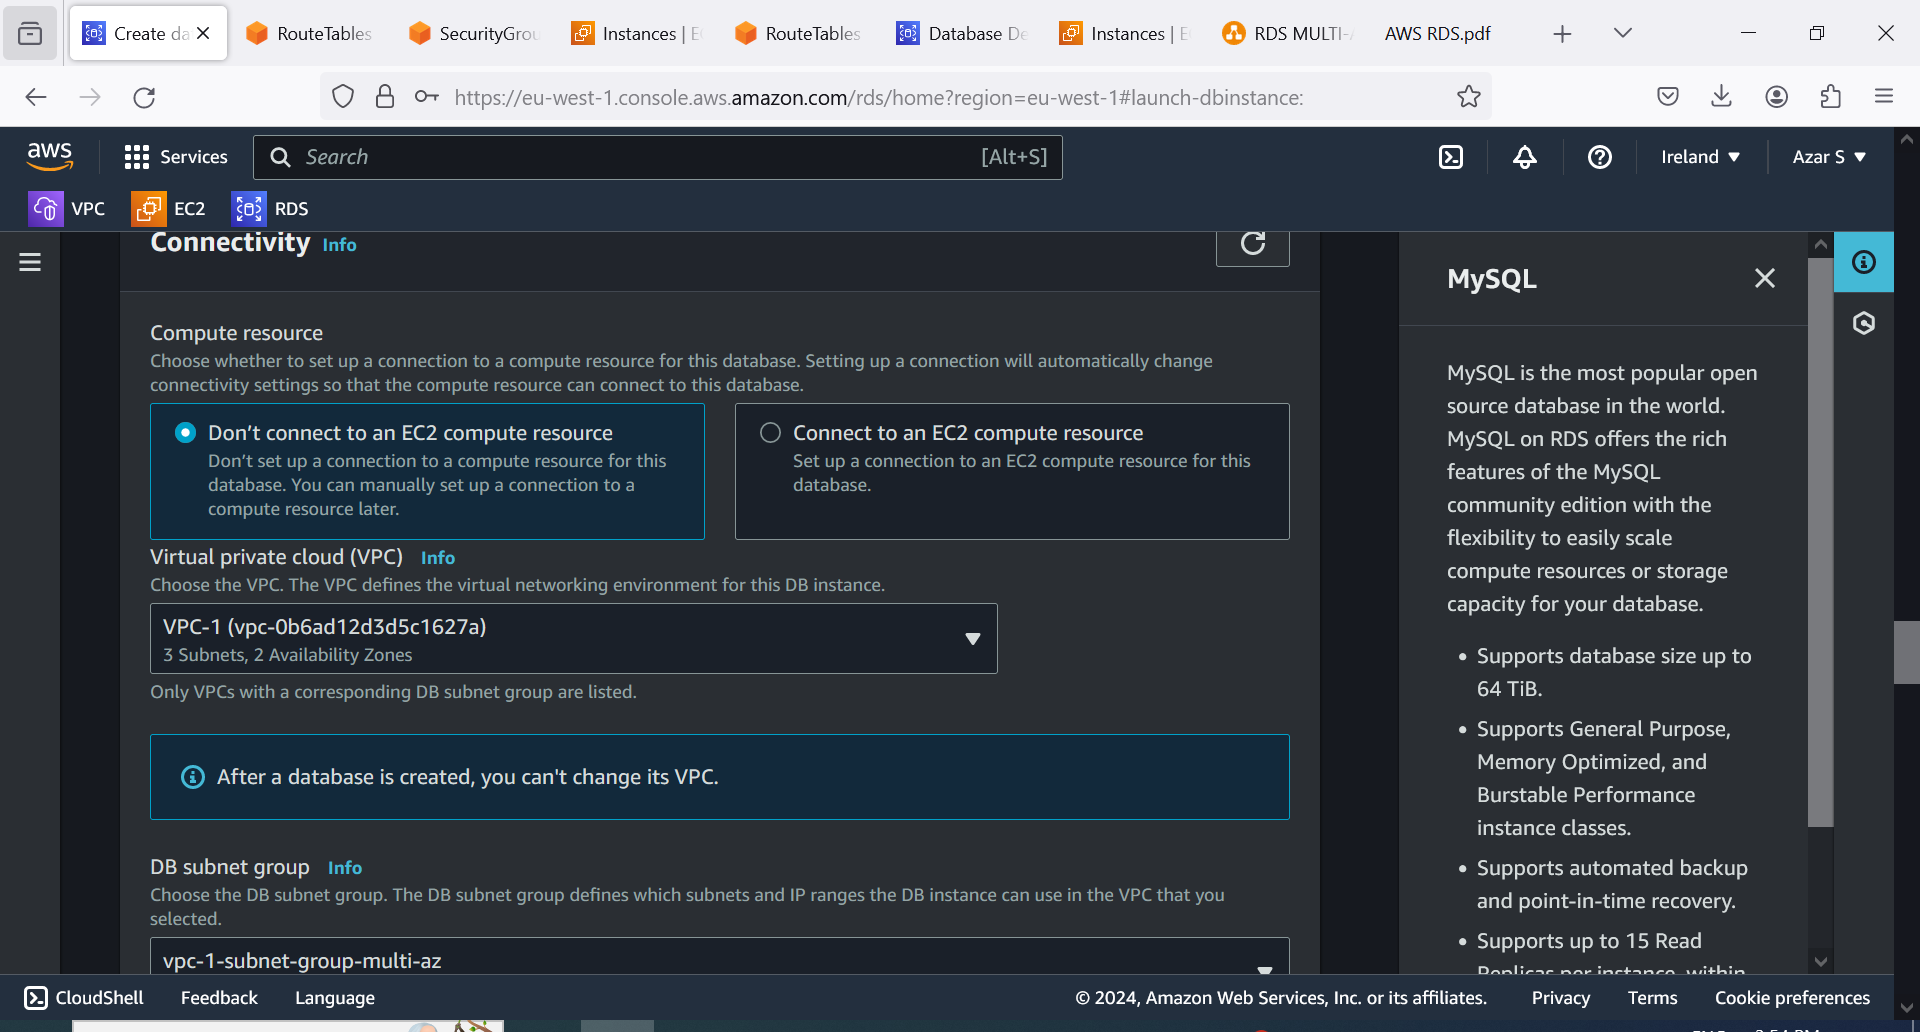 Create da
RouteTables
SecurityGrou
Instances | E
RouteTables
Database De
Instances | E
RDS MULTI-A
AWS RDS.pdf
https://eu-west-1.console.aws.amazon.com/rds/home?region=eu-west-1#launch-dbinstance:
aws
Services
Search
[Alt+S]
Ireland
Azar S
VPC
EC2
RDS
Connectivity Info
Compute resource
Choose whether to set up a connection to a compute resource for this database. Setting up a connection will automatically change
connectivity settings so that the compute resource can connect to this database.
Don’t connect to an EC2 compute resource
Don’t set up a connection to a compute resource for this
database. You can manually set up a connection to a
compute resource later.
Connect to an EC2 compute resource
Set up a connection to an EC2 compute resource for this
database.
Virtual private cloud (VPC) Info
Choose the VPC. The VPC defines the virtual networking environment for this DB instance.
VPC-1 (vpc-0b6ad12d3d5c1627a)
3 Subnets, 2 Availability Zones
Only VPCs with a corresponding DB subnet group are listed.
After a database is created, you can't change its VPC.
DB subnet group Info
Choose the DB subnet group. The DB subnet group defines which subnets and IP ranges the DB instance can use in the VPC that you
selected.
vpc-1-subnet-group-multi-az
MySQL
MySQL is the most popular open
source database in the world.
MySQL on RDS offers the rich
features of the MySQL
community edition with the
flexibility to easily scale
compute resources or storage
capacity for your database.
• Supports database size up to
64 TiB.
• Supports General Purpose,
Memory Optimized, and
Burstable Performance
instance classes.
• Supports automated backup
and point-in-time recovery.
• Supports up to 15 Read
Replicas per instance, within
CloudShell
Feedback
Language
© 2024, Amazon Web Services, Inc. or its affiliates.
Privacy
Terms
Cookie preferences